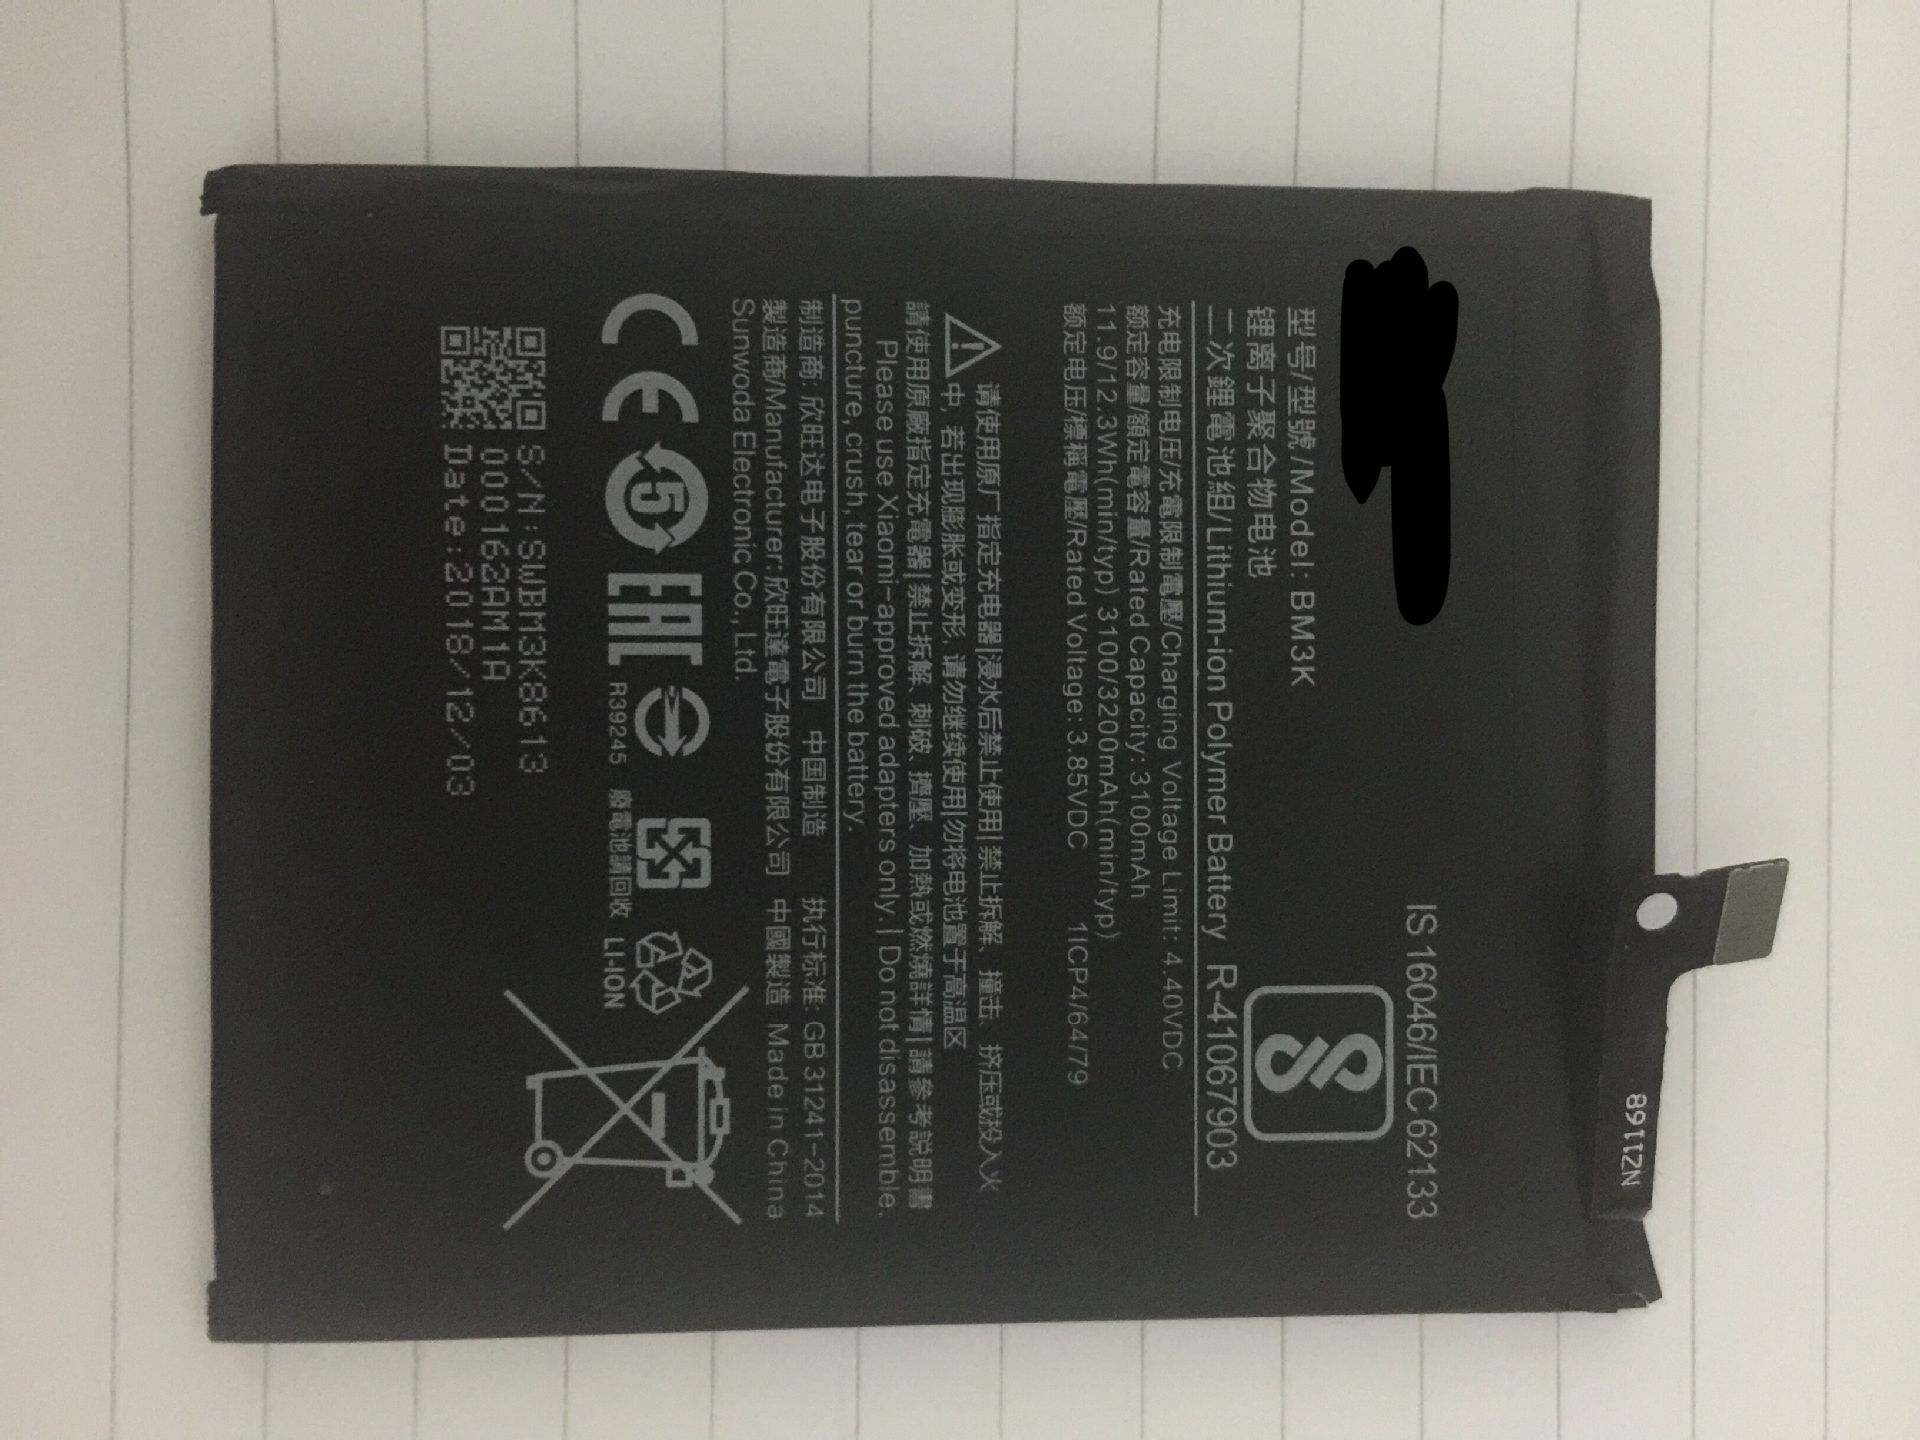 IS 16046/IEC 62133
型号/型號/Model: BM3K
锂离子聚合物电池
二次鋰電池組/Lithium-ion Polymer Battery R-41067903
充电限制电压/充電限制電壓/Charging Voltage Limit: 4.40VDC
额定容量/額定電容量/Rated Capacity: 3100mAh
11.9/12.3Wh(min/typ) 3100/3200mAh(min/typ)
额定电压/標稱電壓/Rated Voltage: 3.85VDC 1ICP4/64/79
请使用原厂指定充电器|浸水后禁止使用|禁止拆解、撞击、挤压或投入火
中, 若出现膨胀或变形, 请勿继续使用|勿将电池置于高温区
請使用原廠指定充電器|禁止拆解、刺破、擠壓、加熱或燃燒詳情|請參考説明書
Please use Xiaomi-approved adapters only. | Do not disassemble,
puncture, crush, tear or burn the battery.
制造商: 欣旺达电子股份有限公司 中国制造 执行标准: GB 31241-2014
製造商/Manufacturer: 欣旺達電子股份有限公司 中國製造 Made in China
Sunwoda Electronic Co., Ltd.
CE 5 EAC
R39245 廢電池請回收 LI-ION
S/N:SWBM3K8613
000162AM11A
Date:2018/12/03
NZ1168